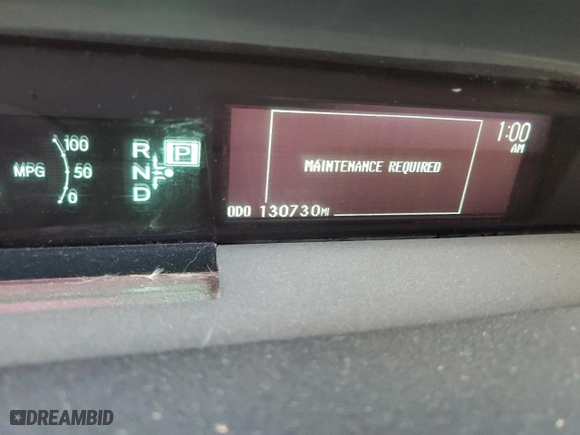 1:00
AM
MAINTENANCE REQUIRED
ODO 130730MI
MPG
100
50
0
R
N
D
P
DREAMBID